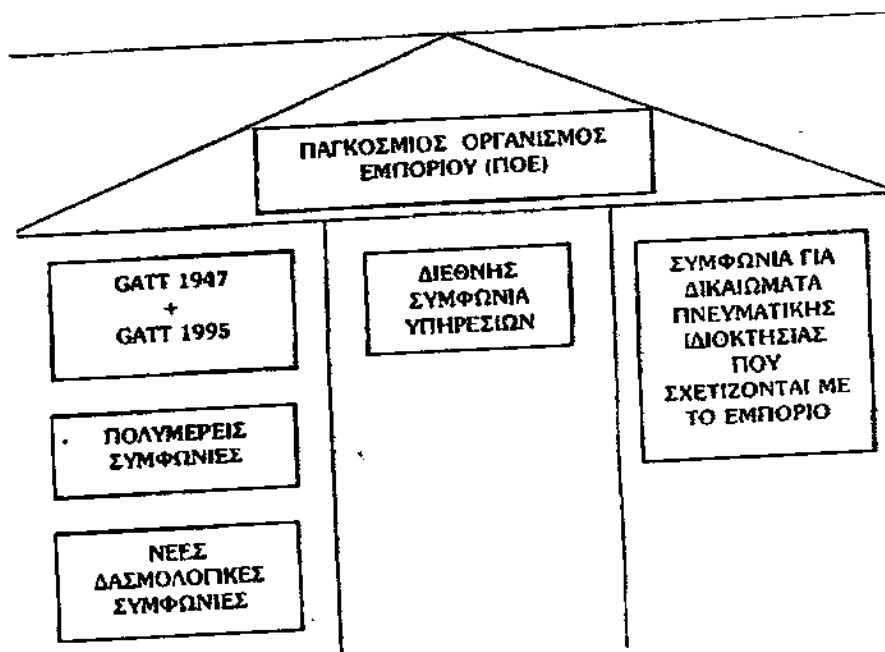 ΠΑΓΚΟΣΜΙΟΣ ΟΡΓΑΝΙΣΜΟΣ
ΕΜΠΟΡΙΟΥ (ΠΟΕ)
GATT 1947
+
GATT 1995
ΠΟΛΥΜΕΡΕΙΣ
ΣΥΜΦΩΝΙΕΣ
ΝΕΕΣ
ΔΑΣΜΟΛΟΓΙΚΕΣ
ΣΥΜΦΩΝΙΕΣ
ΔΙΕΘΝΗΣ
ΣΥΜΦΩΝΙΑ
ΥΠΗΡΕΣΙΩΝ
ΣΥΜΦΩΝΙΑ ΓΙΑ
ΔΙΚΑΙΩΜΑΤΑ
ΠΝΕΥΜΑΤΙΚΗΣ
ΙΔΙΟΚΤΗΣΙΑΣ
ΠΟΥ
ΣΧΕΤΙΖΟΝΤΑΙ ΜΕ
ΤΟ ΕΜΠΟΡΙΟ